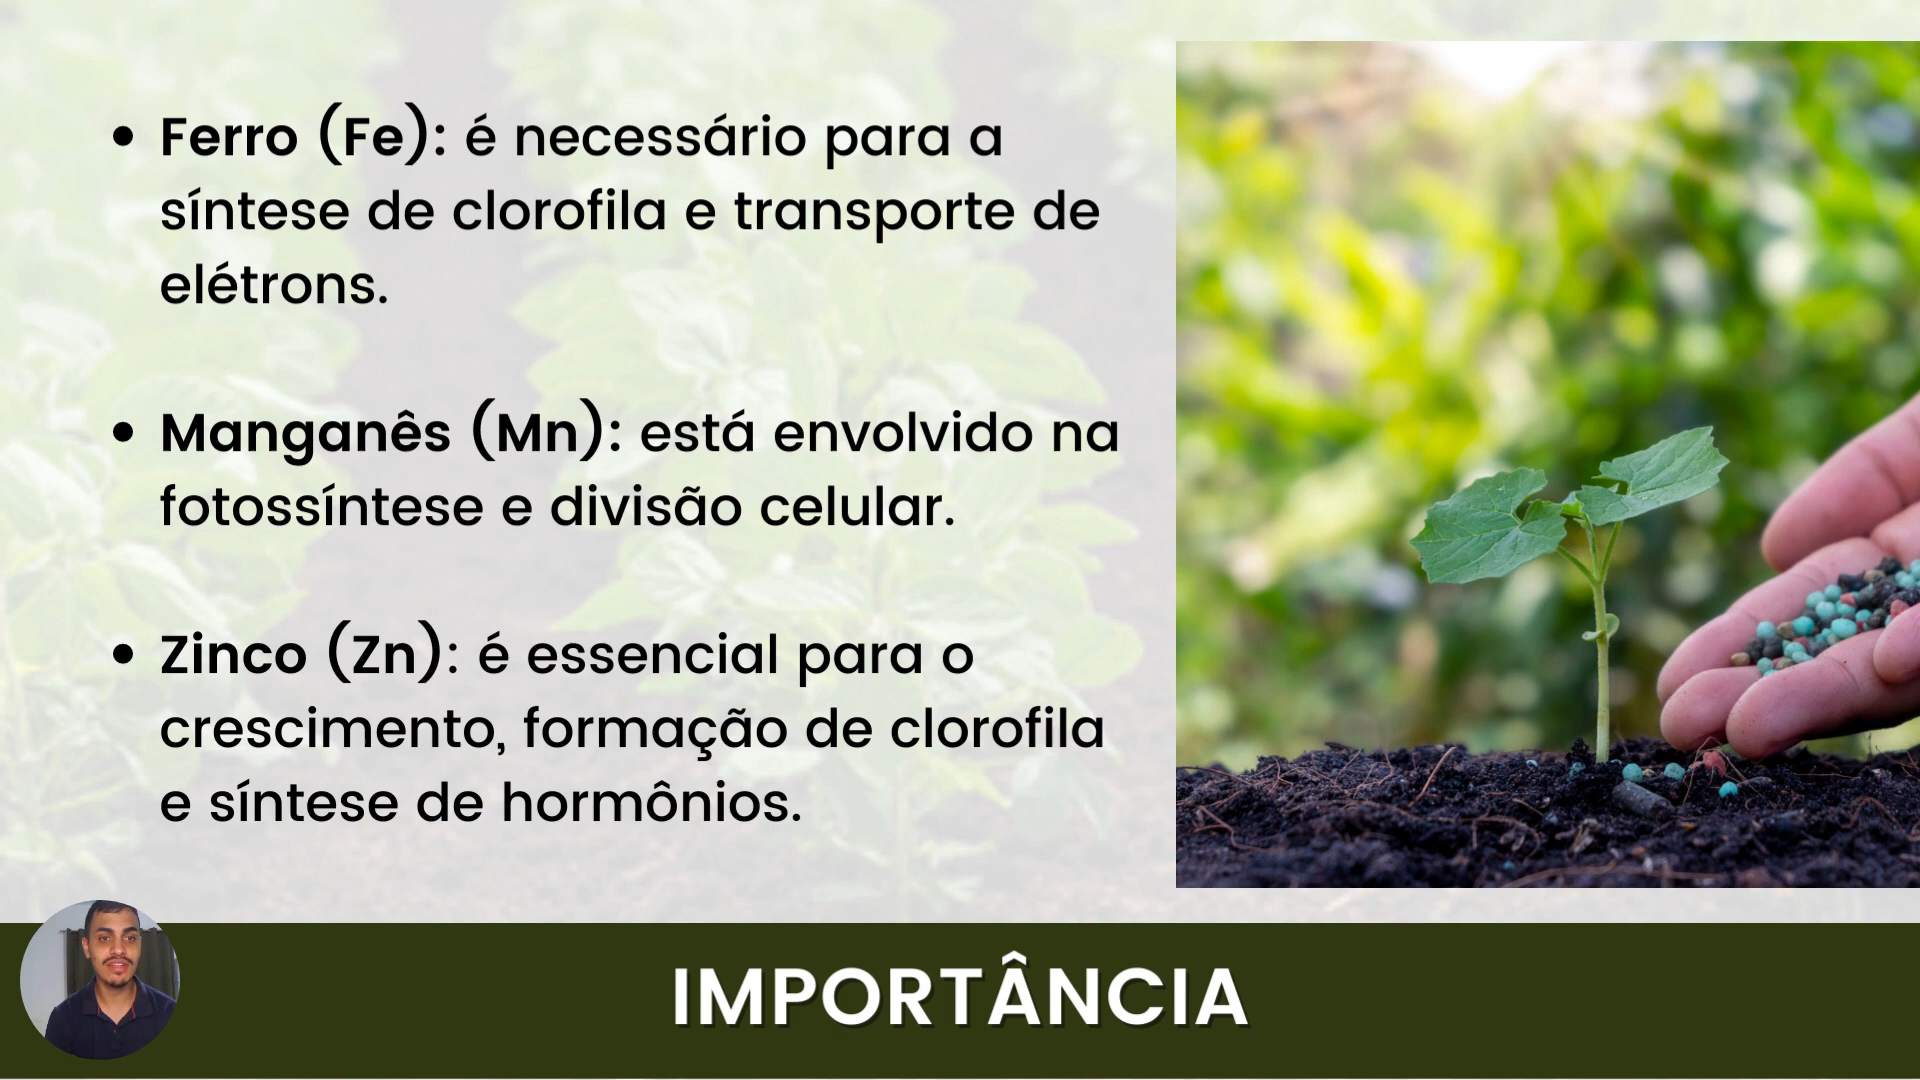 • Ferro (Fe): é necessário para a
síntese de clorofila e transporte de
elétrons.
• Manganês (Mn): está envolvido na
fotossíntese e divisão celular.
• Zinco (Zn): é essencial para o
crescimento, formação de clorofila
e síntese de hormônios.
IMPORTÂNCIA